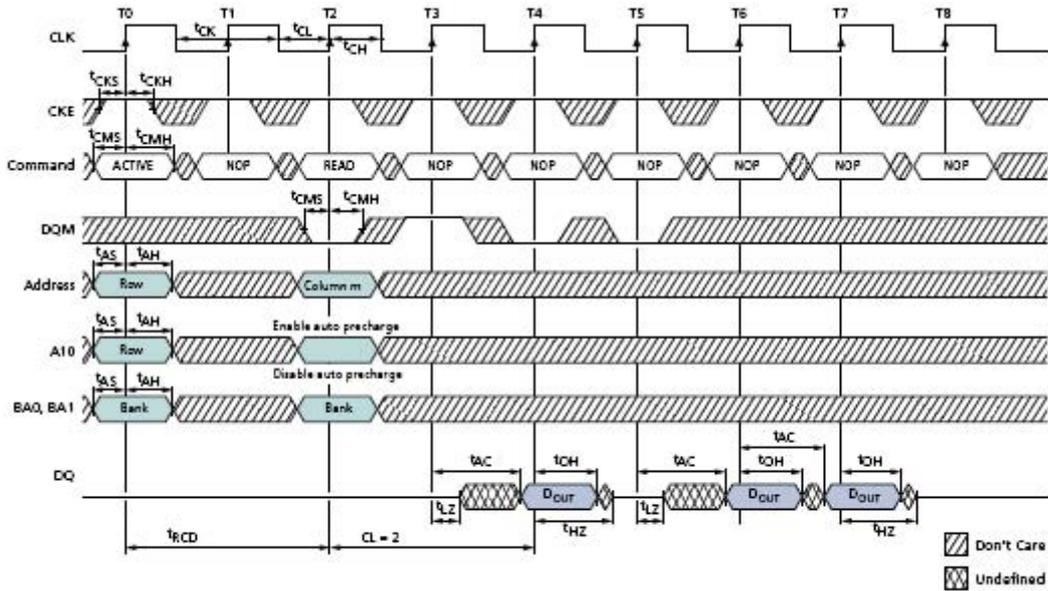 T0 T1 T2 T3 T4 T5 T6 T7 T8
CLK
tCK tCL tCH
tCKS tCKH
CKE
tCMS tCMH
Command ACTIVE NOP READ NOP NOP NOP NOP NOP NOP
tCMS tCMH
DQM
tAS tAH
Address Row Column m
tAS tAH Enable auto precharge
A10 Row
tAS tAH Disable auto precharge
BA0, BA1 Bank Bank
tAC
tAC tOH tAC tOH tOH
DQ
DOUT DOUT DOUT
tLZ tHZ tLZ tHZ
tRCD CL = 2
Don't Care
Undefined